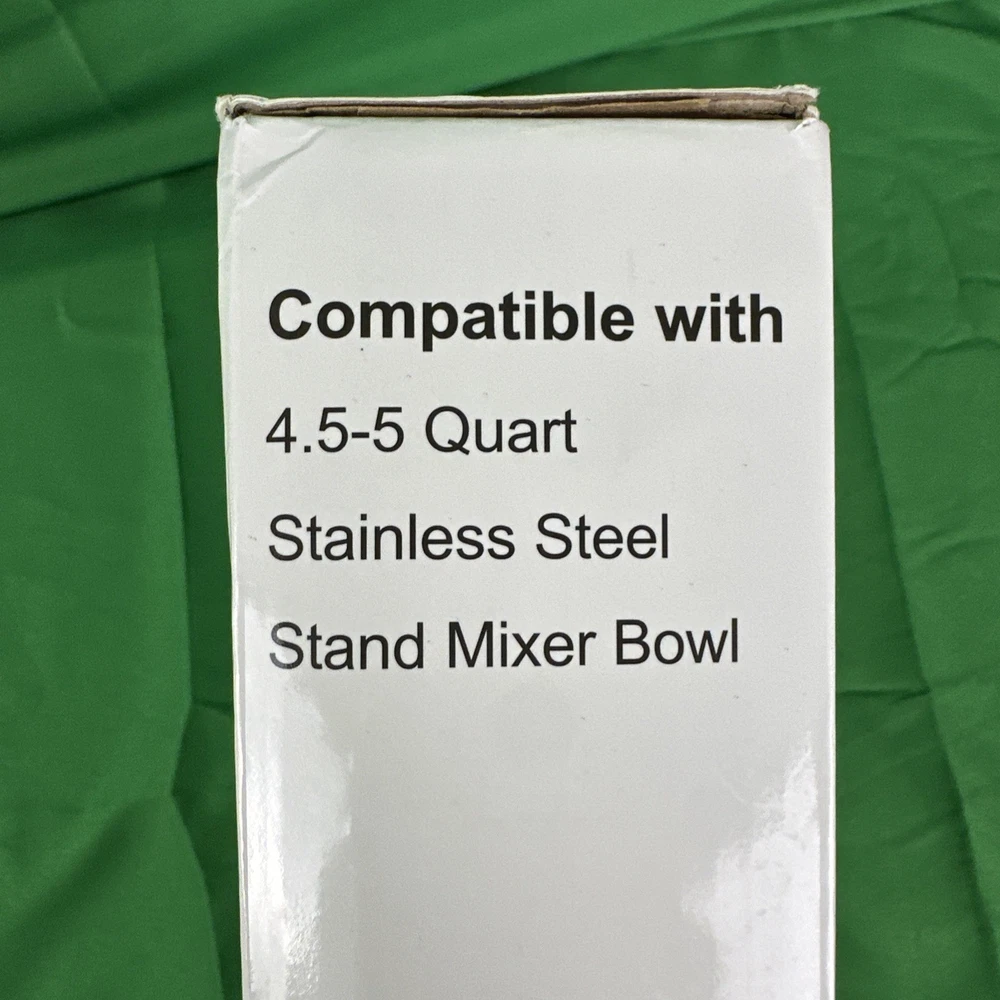 Compatible with
4.5-5 Quart
Stainless Steel
Stand Mixer Bowl